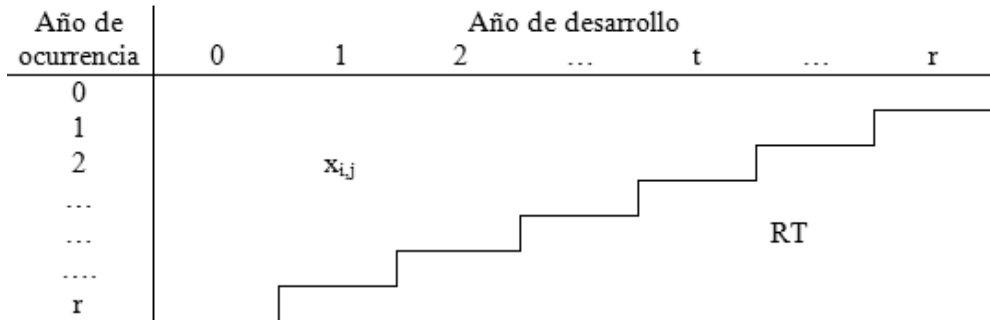 Año de Año de desarrollo
ocurrencia 0 1 2 ... t ... r
0
1
2 x_{i,j}
...
... RT
....
r